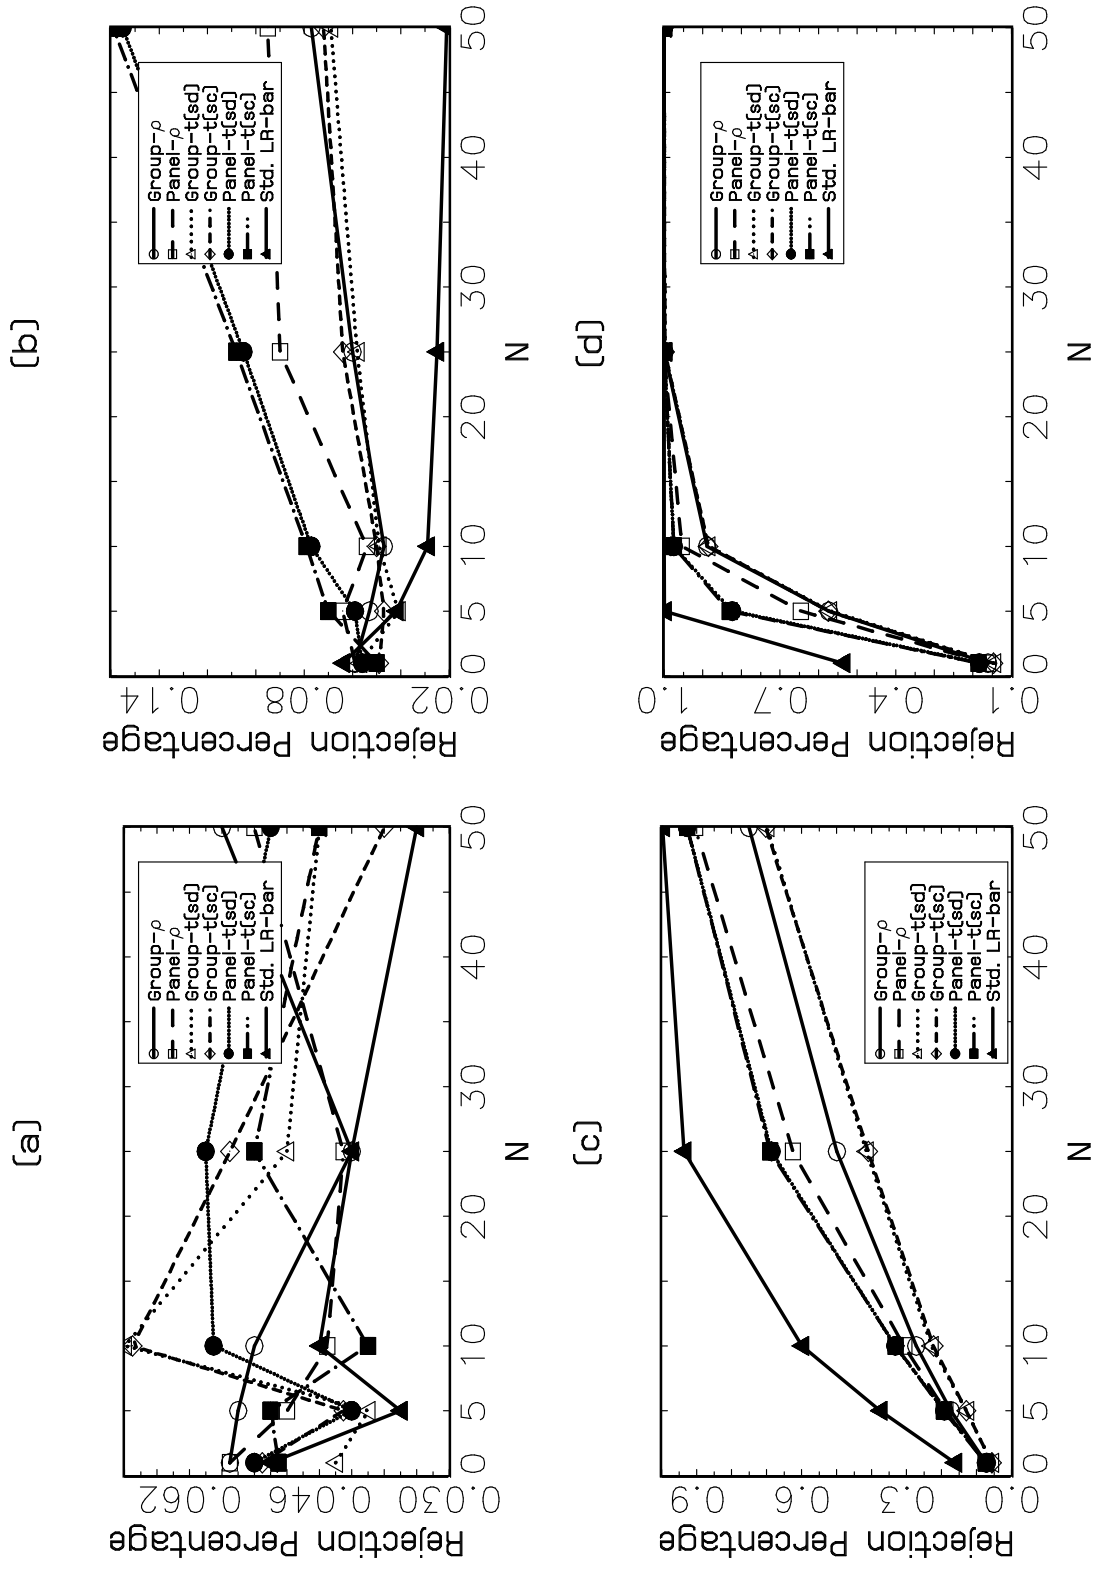 (a)
Rejection Percentage
0.062
0.046
0.030
Group-ρ
Panel-ρ
Group-t(sd)
Group-t(sc)
Panel-t(sd)
Panel-t(sc)
Std. LR-bar
0 5 10 20 30 40 50
N
(b)
Rejection Percentage
0.14
0.08
0.02
Group-ρ
Panel-ρ
Group-t(sd)
Group-t(sc)
Panel-t(sd)
Panel-t(sc)
Std. LR-bar
0 5 10 20 30 40 50
N
(c)
Rejection Percentage
0.9
0.6
0.3
0.0
Group-ρ
Panel-ρ
Group-t(sd)
Group-t(sc)
Panel-t(sd)
Panel-t(sc)
Std. LR-bar
0 5 10 20 30 40 50
N
(d)
Rejection Percentage
1.0
0.7
0.4
0.1
Group-ρ
Panel-ρ
Group-t(sd)
Group-t(sc)
Panel-t(sd)
Panel-t(sc)
Std. LR-bar
0 5 10 20 30 40 50
N